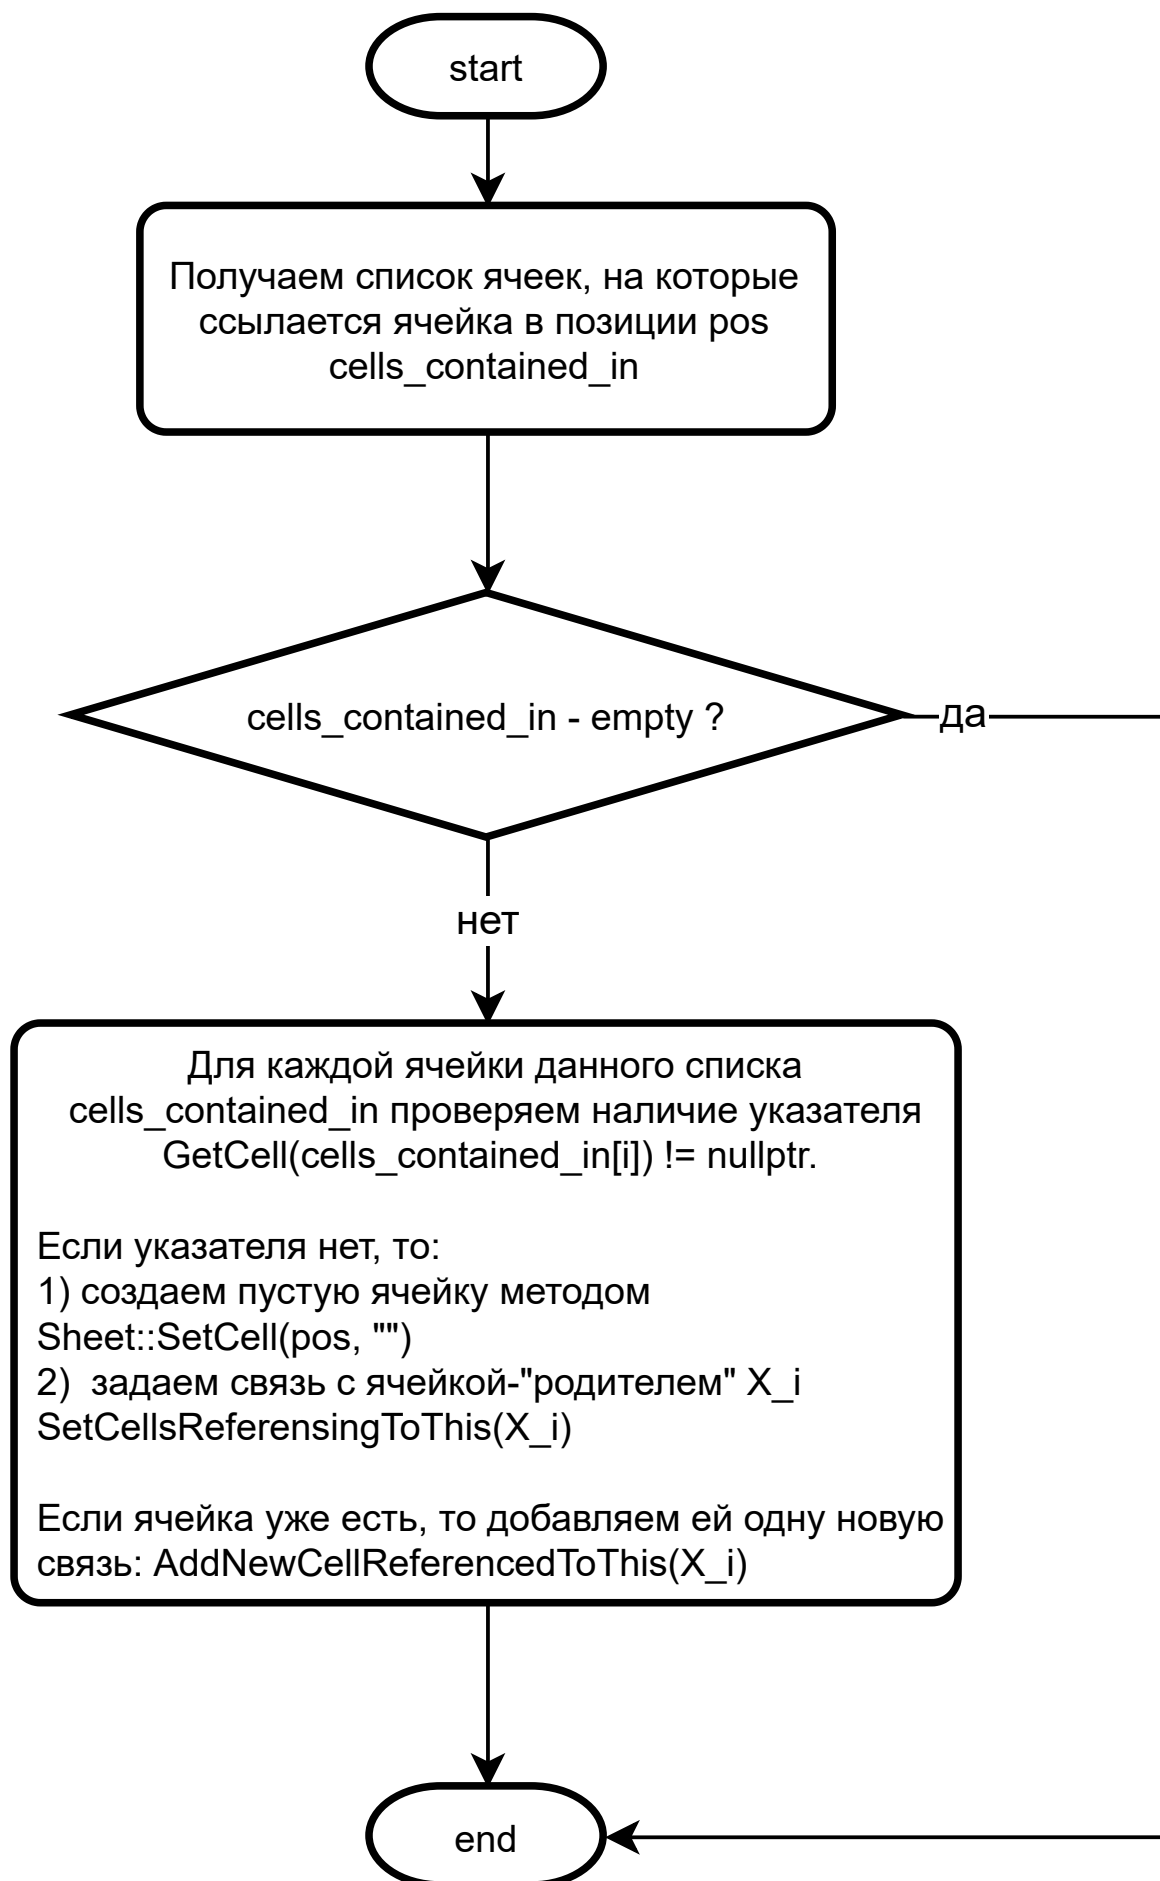 start
Получаем список ячеек, на которые
ссылается ячейка в позиции pos
cells_contained_in
cells_contained_in - empty ?
да
нет
Для каждой ячейки данного списка
cells_contained_in проверяем наличие указателя
GetCell(cells_contained_in[i]) != nullptr.
Если указателя нет, то:
1) создаем пустую ячейку методом
Sheet::SetCell(pos, "")
2)  задаем связь с ячейкой-"родителем" X_i
SetCellsReferensingToThis(X_i)
Если ячейка уже есть, то добавляем ей одну новую
связь: AddNewCellReferencedToThis(X_i)
end